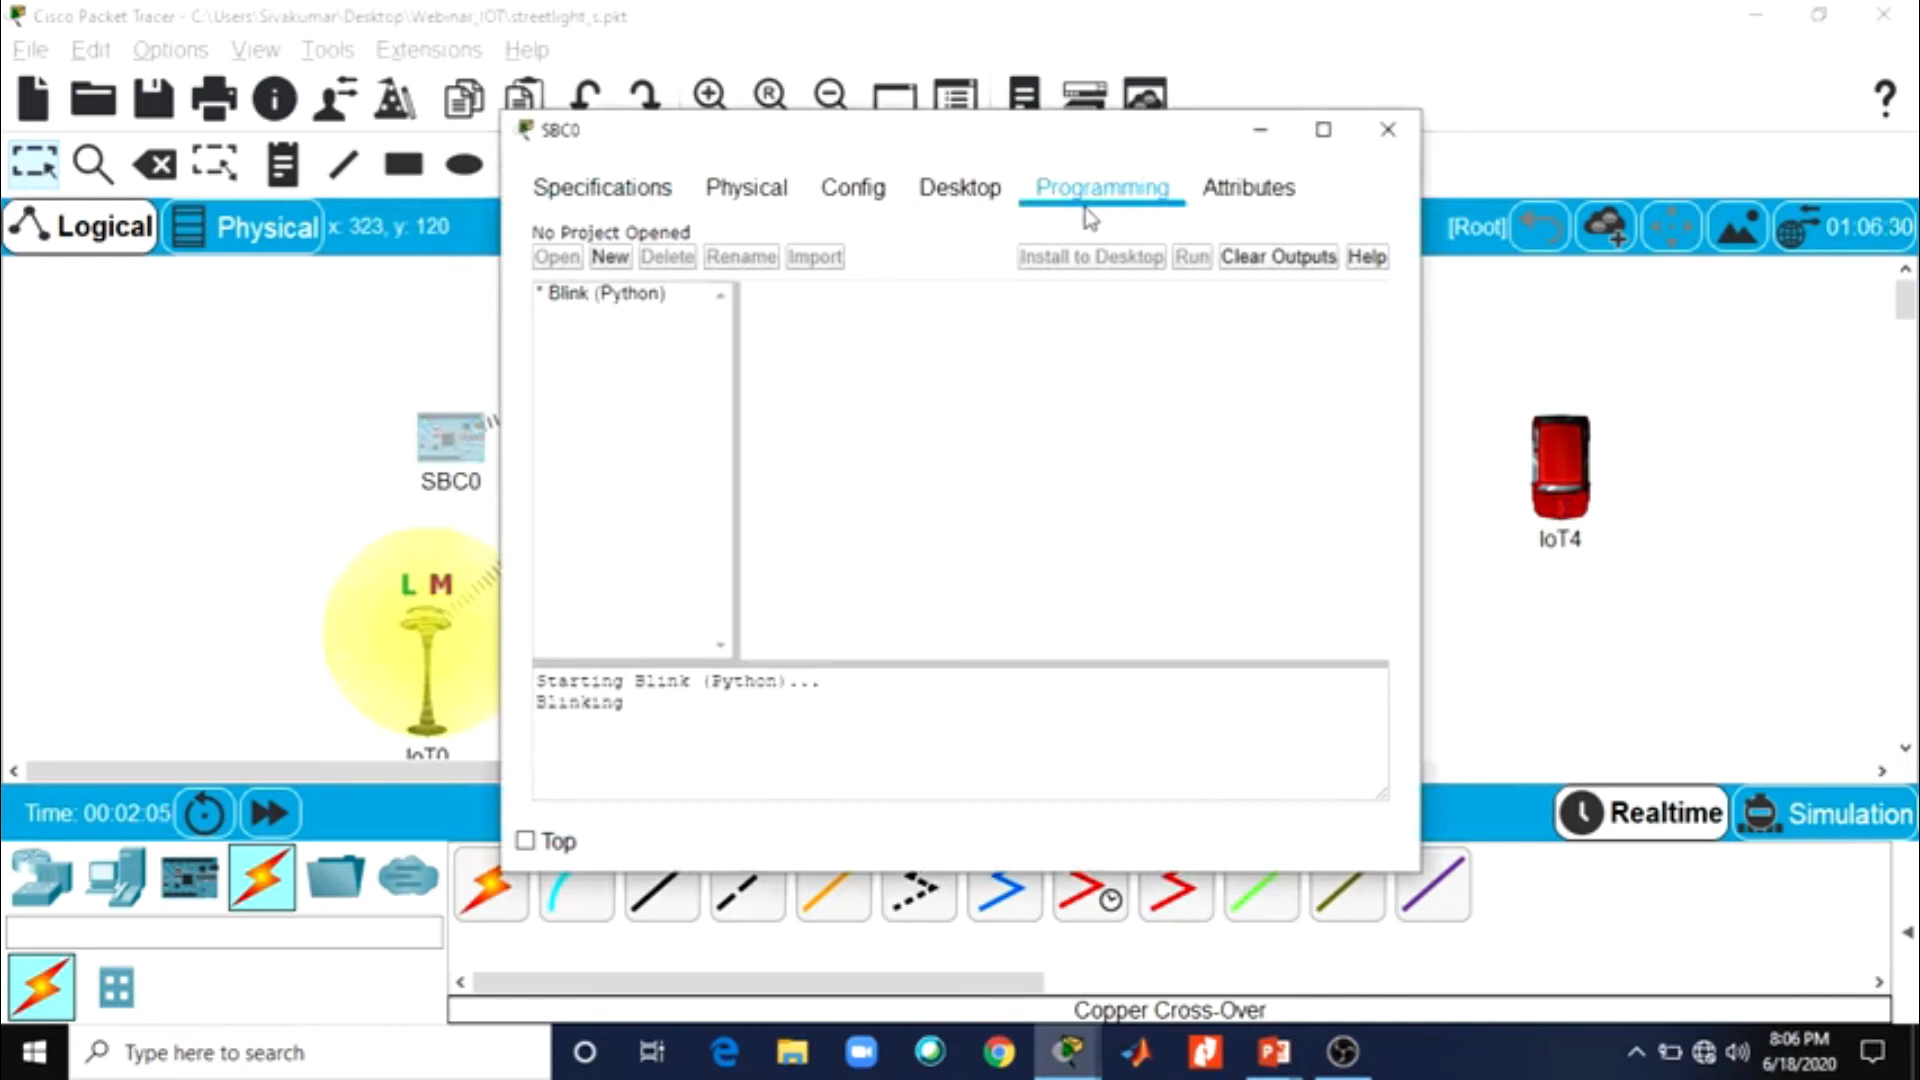 Cisco Packet Tracer - C:\Users\Sivakumar\Desktop\Webinar_IOT\streetlight_s.pkt
File Edit Options View Tools Extensions Help
SBC0
Specifications Physical Config Desktop Programming Attributes
Logical Physical x: 323, y: 120
[Root] 01:06:30
No Project Opened
Open New Delete Rename Import Install to Desktop Run Clear Outputs Help
* Blink (Python)
SBC0
IoT4
L M
Starting Blink (Python)...
Blinking
IoT0
Time: 00:02:05
Realtime Simulation
Top
Copper Cross-Over
Type here to search
8:06 PM
6/18/2020